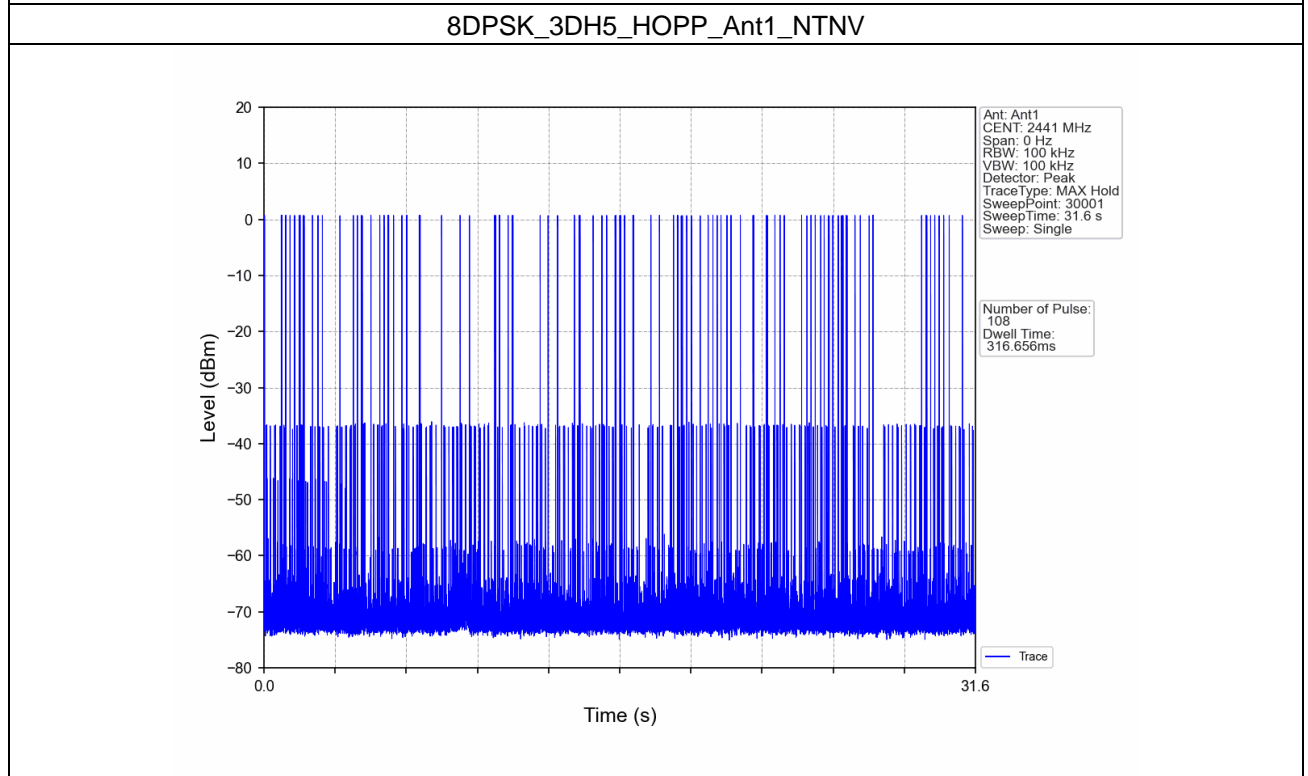 8DPSK_3DH5_HOPP_Ant1_NTNV
20
10
0
−10
−20
−30
−40
−50
−60
−70
−80
Level (dBm)
0.0
31.6
Time (s)
Ant: Ant1
CENT: 2441 MHz
Span: 0 Hz
RBW: 100 kHz
VBW: 100 kHz
Detector: Peak
TraceType: MAX Hold
SweepPoint: 30001
SweepTime: 31.6 s
Sweep: Single
Number of Pulse:
108
Dwell Time:
316.656ms
Trace